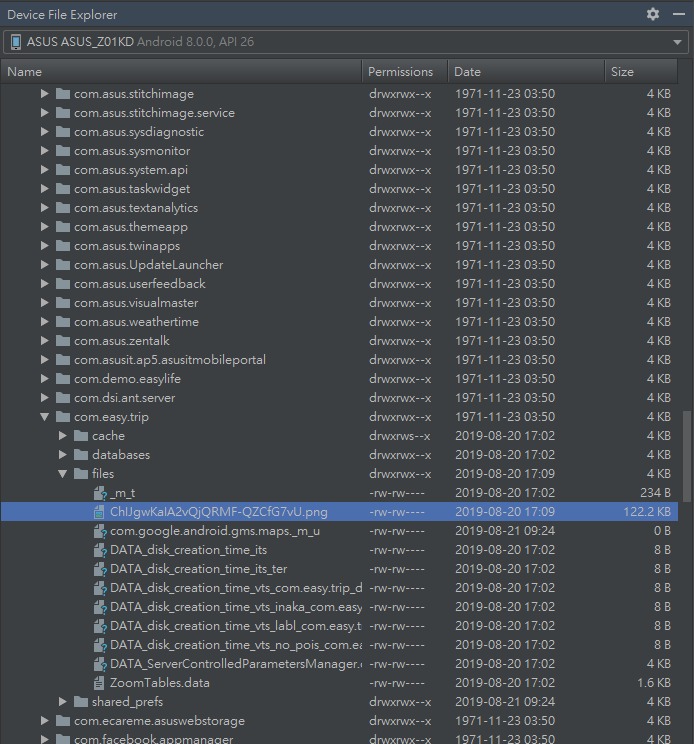 Device File Explorer
ASUS ASUS_Z01KD Android 8.0.0, API 26
Name Permissions Date Size
com.asus.stitchimage drwxrwx--x 1971-11-23 03:50 4 KB
com.asus.stitchimage.service drwxrwx--x 1971-11-23 03:50 4 KB
com.asus.sysdiagnostic drwxrwx--x 1971-11-23 03:50 4 KB
com.asus.sysmonitor drwxrwx--x 1971-11-23 03:50 4 KB
com.asus.system.api drwxrwx--x 1971-11-23 03:50 4 KB
com.asus.taskwidget drwxrwx--x 1971-11-23 03:50 4 KB
com.asus.textanalytics drwxrwx--x 1971-11-23 03:50 4 KB
com.asus.themeapp drwxrwx--x 1971-11-23 03:50 4 KB
com.asus.twinapps drwxrwx--x 1971-11-23 03:50 4 KB
com.asus.UpdateLauncher drwxrwx--x 1971-11-23 03:50 4 KB
com.asus.userfeedback drwxrwx--x 1971-11-23 03:50 4 KB
com.asus.visualmaster drwxrwx--x 1971-11-23 03:50 4 KB
com.asus.weathertime drwxrwx--x 1971-11-23 03:50 4 KB
com.asus.zentalk drwxrwx--x 1971-11-23 03:50 4 KB
com.asusit.ap5.asusitmobileportal drwxrwx--x 1971-11-23 03:50 4 KB
com.demo.easylife drwxrwx--x 1971-11-23 03:50 4 KB
com.dsi.ant.server drwxrwx--x 1971-11-23 03:50 4 KB
com.easy.trip drwxrwx--x 1971-11-23 03:50 4 KB
cache drwxrws--x 2019-08-20 17:02 4 KB
databases drwxrwx--x 2019-08-20 17:02 4 KB
files drwxrwx--x 2019-08-20 17:09 4 KB
_m_t -rw-rw---- 2019-08-20 17:02 234 B
ChIJgwKaIA2vQjQRMF-QZCfG7vU.png -rw-rw---- 2019-08-20 17:09 122.2 KB
com.google.android.gms.maps._m_u -rw-rw---- 2019-08-21 09:24 0 B
DATA_disk_creation_time_its -rw-rw---- 2019-08-20 17:02 8 B
DATA_disk_creation_time_its_ter -rw-rw---- 2019-08-20 17:02 8 B
DATA_disk_creation_time_vts_com.easy.trip_d -rw-rw---- 2019-08-20 17:02 8 B
DATA_disk_creation_time_vts_inaka_com.easy -rw-rw---- 2019-08-20 17:02 8 B
DATA_disk_creation_time_vts_labl_com.easy.t -rw-rw---- 2019-08-20 17:02 8 B
DATA_disk_creation_time_vts_no_pois_com.ea -rw-rw---- 2019-08-20 17:02 8 B
DATA_ServerControlledParametersManager. -rw-rw---- 2019-08-20 17:02 4 KB
ZoomTables.data -rw-rw---- 2019-08-20 17:02 1.6 KB
shared_prefs drwxrwx--x 2019-08-21 09:24 4 KB
com.ecareme.asuswebstorage drwxrwx--x 1971-11-23 03:50 4 KB
com.facebook.appmanager drwxrwx--x 1971-11-23 03:50 4 KB